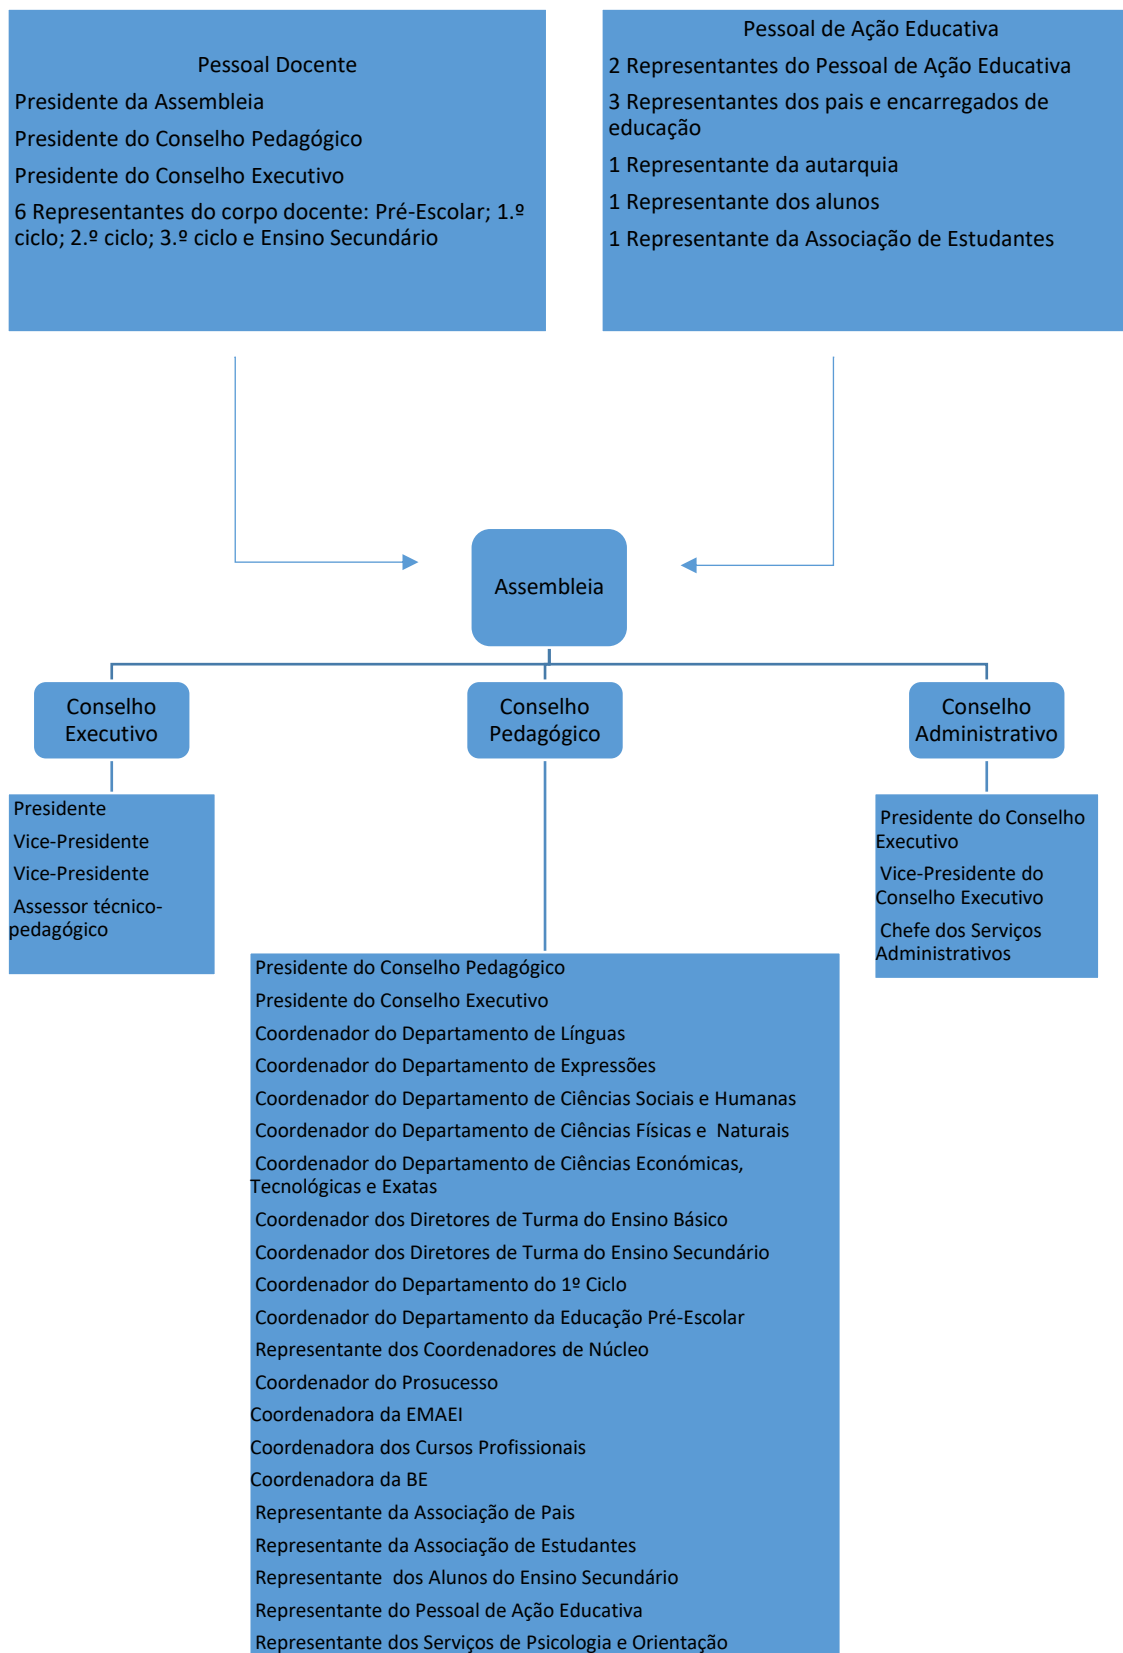 Pessoal Docente
Presidente da Assembleia
Presidente do Conselho Pedagógico
Presidente do Conselho Executivo
6 Representantes do corpo docente: Pré-Escolar; 1.º
ciclo; 2.º ciclo; 3.º ciclo e Ensino Secundário
Pessoal de Ação Educativa
2 Representantes do Pessoal de Ação Educativa
3 Representantes dos pais e encarregados de
educação
1 Representante da autarquia
1 Representante dos alunos
1 Representante da Associação de Estudantes
Assembleia
Conselho
Executivo
Conselho
Pedagógico
Conselho
Administrativo
Presidente
Vice-Presidente
Vice-Presidente
Assessor técnico-
pedagógico
Presidente do Conselho
Executivo
Vice-Presidente do
Conselho Executivo
Chefe dos Serviços
Administrativos
Presidente do Conselho Pedagógico
Presidente do Conselho Executivo
Coordenador do Departamento de Línguas
Coordenador do Departamento de Expressões
Coordenador do Departamento de Ciências Sociais e Humanas
Coordenador do Departamento de Ciências Físicas e  Naturais
Coordenador do Departamento de Ciências Económicas,
Tecnológicas e Exatas
Coordenador dos Diretores de Turma do Ensino Básico
Coordenador dos Diretores de Turma do Ensino Secundário
Coordenador do Departamento do 1º Ciclo
Coordenador do Departamento da Educação Pré-Escolar
Representante dos Coordenadores de Núcleo
Coordenador do Prosucesso
Coordenadora da EMAEI
Coordenadora dos Cursos Profissionais
Coordenadora da BE
Representante da Associação de Pais
Representante da Associação de Estudantes
Representante  dos Alunos do Ensino Secundário
Representante do Pessoal de Ação Educativa
Representante dos Serviços de Psicologia e Orientação